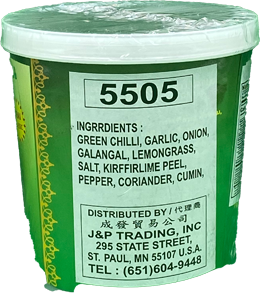 5505
INGRRDIENTS :
GREEN CHILLI, GARLIC, ONION,
GALANGAL, LEMONGRASS,
SALT, KIRFFIRLIME PEEL,
PEPPER, CORIANDER, CUMIN,
DISTRIBUTED BY / 代理商
成發貿易公司
J&P TRADING, INC
295 STATE STREET,
ST. PAUL, MN 55107 U.S.A.
TEL : (651)604-9448